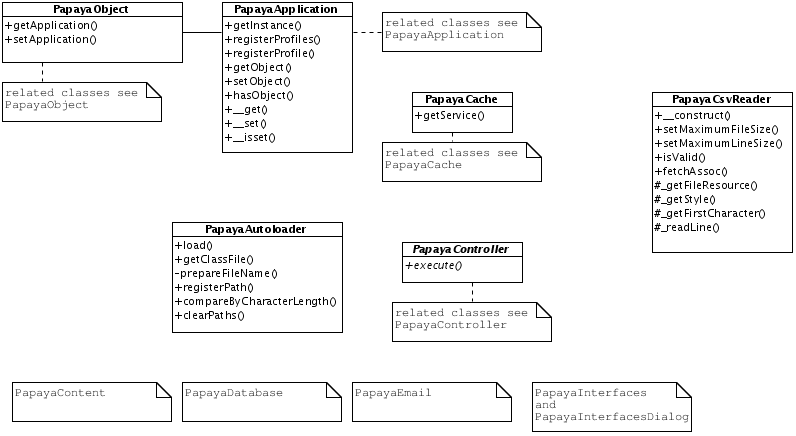 PapayaObject
+getApplication()
+setApplication()
related classes see
PapayaObject
PapayaApplication
+getInstance()
+registerProfiles()
+registerProfile()
+getObject()
+setObject()
+hasObject()
+__get()
+__set()
+__isset()
related classes see
PapayaApplication
PapayaCache
+getService()
related classes see
PapayaCache
PapayaCsvReader
+__construct()
+setMaximumFileSize()
+setMaximumLineSize()
+isValid()
+fetchAssoc()
#_getFileResource()
#_getStyle()
#_getFirstCharacter()
#_readLine()
PapayaAutoloader
+load()
+getClassFile()
-prepareFileName()
+registerPath()
+compareByCharacterLength()
+clearPaths()
PapayaController
+execute()
related classes see
PapayaController
PapayaContent
PapayaDatabase
PapayaEmail
PapayaInterfaces
and
PapayaInterfacesDialog